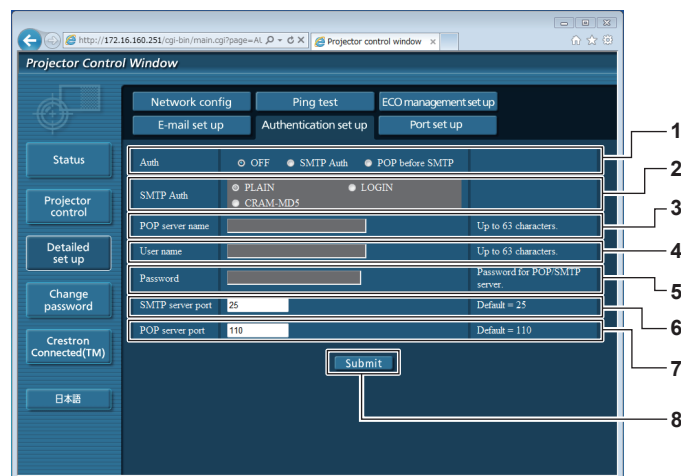 http://172.16.160.251/cgi-bin/main.cgi?page=AU
Projector control window
Projector Control Window
Network config Ping test ECO management set up
E-mail set up Authentication set up Port set up
Status
Projector control
Detailed set up
Change password
Crestron Connected(TM)
日本語
Auth OFF SMTP Auth POP before SMTP 1
SMTP Auth PLAIN LOGIN 2
CRAM-MD5
POP server name Up to 63 characters. 3
User name Up to 63 characters. 4
Password Password for POP/SMTP server. 5
SMTP server port 25 Default = 25 6
POP server port 110 Default = 110 7
Submit 8